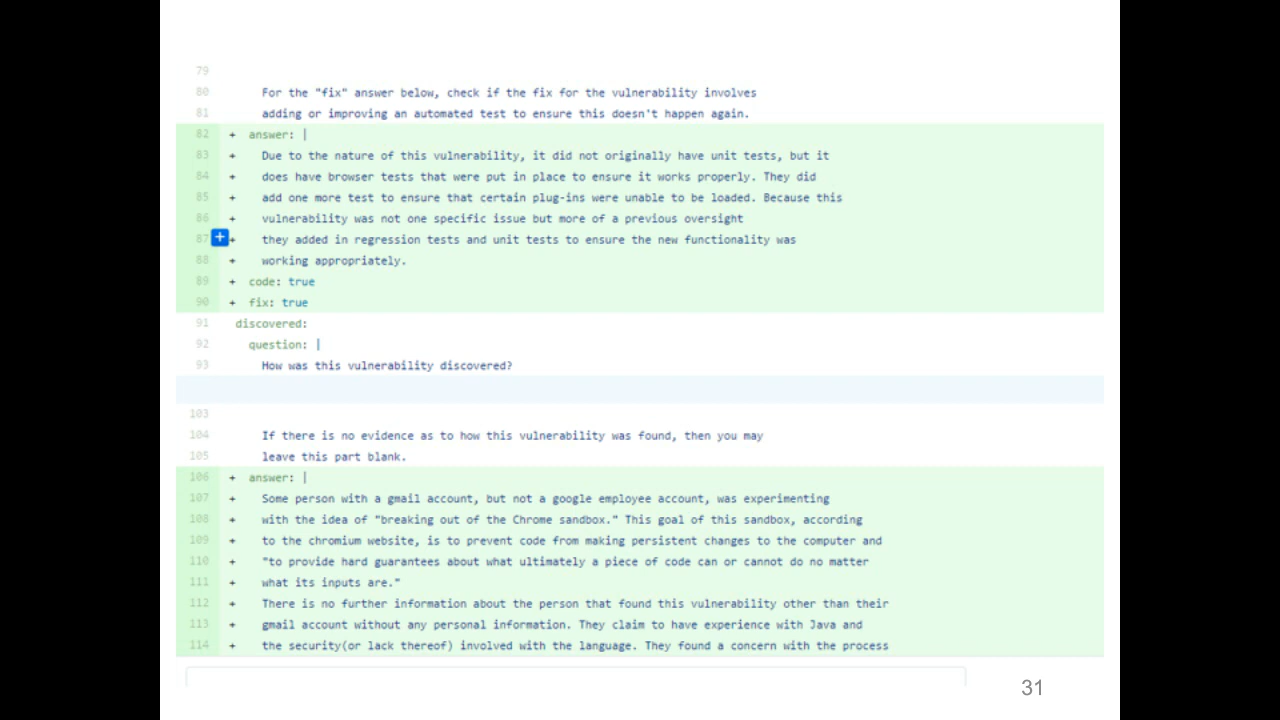 79
80 For the "fix" answer below, check if the fix for the vulnerability involves
81 adding or improving an automated test to ensure this doesn't happen again.
82 + answer: |
83 + Due to the nature of this vulnerability, it did not originally have unit tests, but it
84 + does have browser tests that were put in place to ensure it works properly. They did
85 + add one more test to ensure that certain plug-ins were unable to be loaded. Because this
86 + vulnerability was not one specific issue but more of a previous oversight
87 + they added in regression tests and unit tests to ensure the new functionality was
88 + working appropriately.
89 + code: true
90 + fix: true
91 discovered:
92 question: |
93 How was this vulnerability discovered?
103
104 If there is no evidence as to how this vulnerability was found, then you may
105 leave this part blank.
106 + answer: |
107 + Some person with a gmail account, but not a google employee account, was experimenting
108 + with the idea of "breaking out of the Chrome sandbox." This goal of this sandbox, according
109 + to the chromium website, is to prevent code from making persistent changes to the computer and
110 + "to provide hard guarantees about what ultimately a piece of code can or cannot do no matter
111 + what its inputs are."
112 + There is no further information about the person that found this vulnerability other than their
113 + gmail account without any personal information. They claim to have experience with Java and
114 + the security(or lack thereof) involved with the language. They found a concern with the process
31